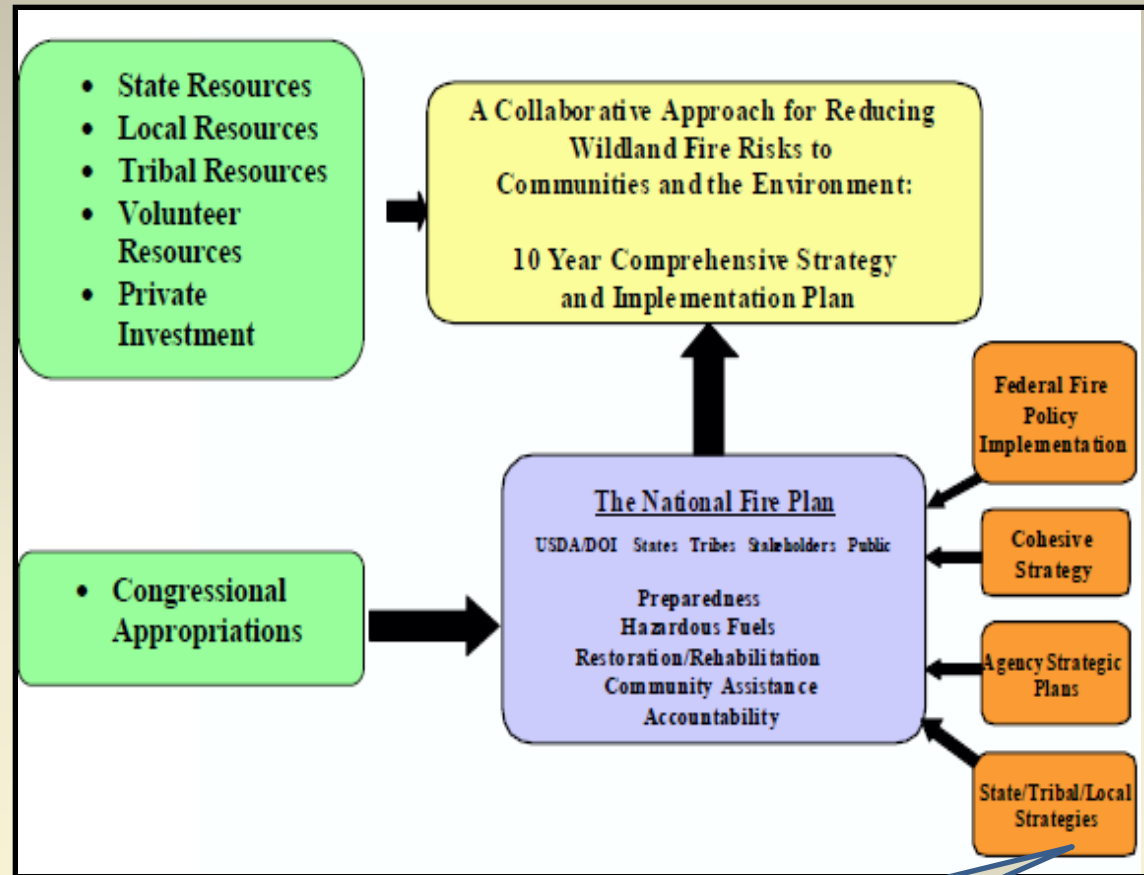 • State Resources
• Local Resources
• Tribal Resources
• Volunteer
Resources
• Private
Investment
A Collaborative Approach for Reducing
Wildland Fire Risks to
Communities and the Environment:
10 Year Comprehensive Strategy
and Implementation Plan
• Congressional
Appropriations
The National Fire Plan
USDA/DOI States Tribes Stakeholders Public
Preparedness
Hazardous Fuels
Restoration/Rehabilitation
Community Assistance
Accountability
Federal Fire
Policy
Implementation
Cohesive
Strategy
Agency Strategic
Plans
State/Tribal/Local
Strategies